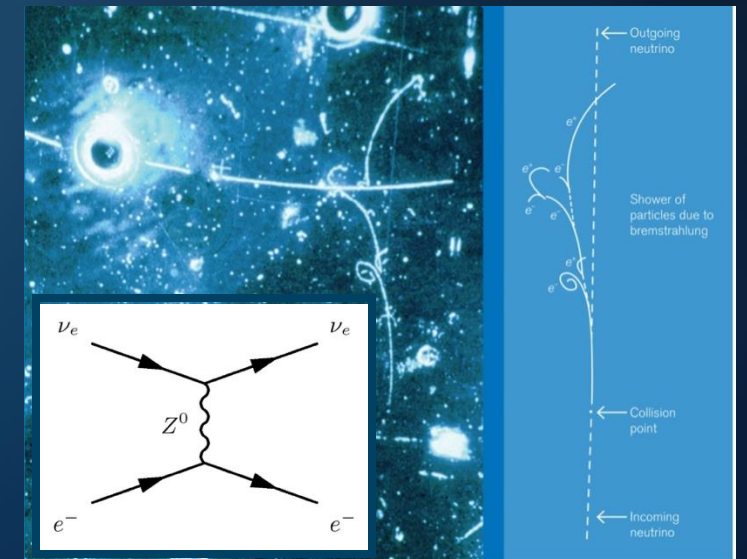 Outgoing
neutrino
e⁺
e⁺
e⁻
e⁻
e⁻
Shower of
particles due to
bremstrahlung
e⁺
e⁻
Collision
point
Incoming
neutrino
νₑ
νₑ
Z⁰
e⁻
e⁻